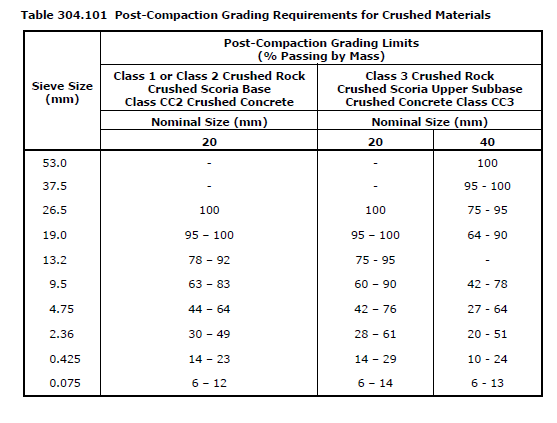 Table 304.101 Post-Compaction Grading Requirements for Crushed Materials
Sieve Size
(mm)
Post-Compaction Grading Limits
(% Passing by Mass)
Class 1 or Class 2 Crushed Rock
Crushed Scoria Base
Class CC2 Crushed Concrete
Class 3 Crushed Rock
Crushed Scoria Upper Subbase
Crushed Concrete Class CC3
Nominal Size (mm) Nominal Size (mm)
20 20 40
53.0 - - 100
37.5 - - 95 - 100
26.5 100 100 75 - 95
19.0 95 – 100 95 – 100 64 - 90
13.2 78 – 92 75 - 95 -
9.5 63 – 83 60 – 90 42 - 78
4.75 44 – 64 42 – 76 27 - 64
2.36 30 – 49 28 – 61 20 - 51
0.425 14 – 23 14 – 29 10 - 24
0.075 6 – 12 6 – 14 6 - 13